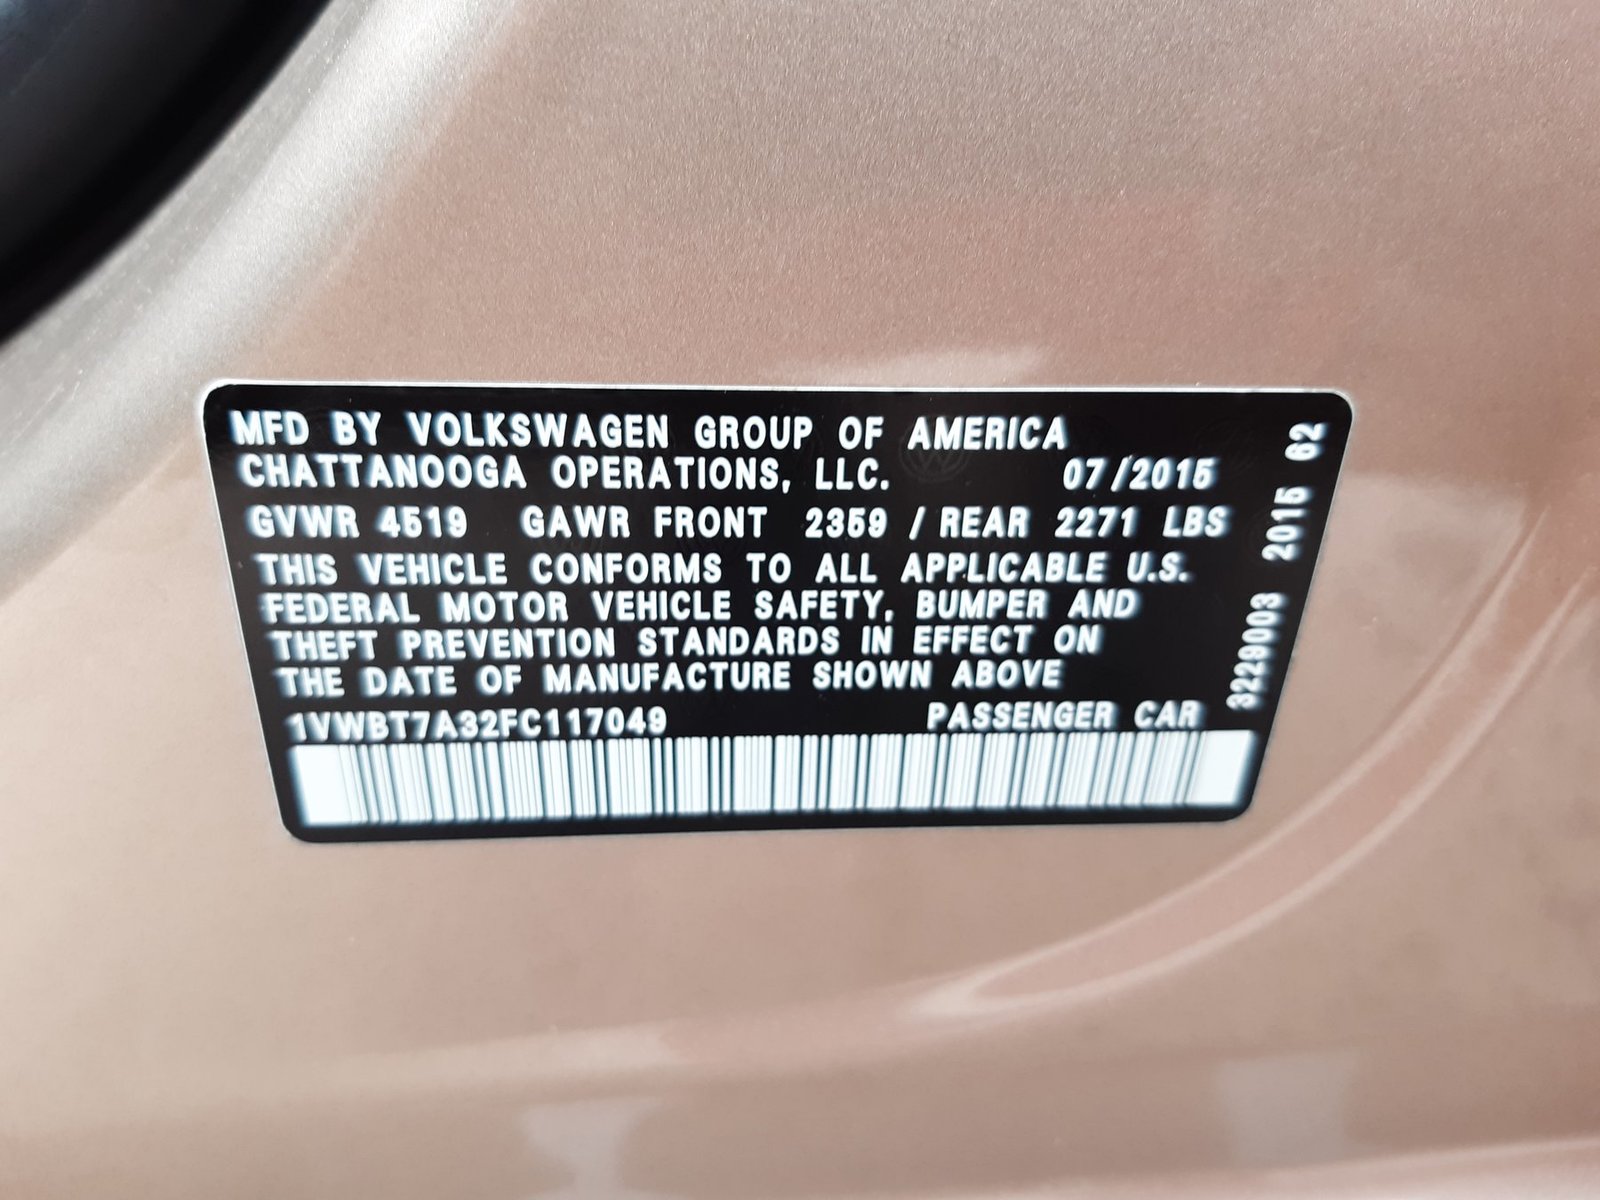 MFD BY VOLKSWAGEN GROUP OF AMERICA
CHATTANOOGA OPERATIONS, LLC. 07/2015
GVWR 4519 GAWR FRONT 2359 / REAR 2271 LBS
THIS VEHICLE CONFORMS TO ALL APPLICABLE U.S.
FEDERAL MOTOR VEHICLE SAFETY, BUMPER AND
THEFT PREVENTION STANDARDS IN EFFECT ON
THE DATE OF MANUFACTURE SHOWN ABOVE
1VWBT7A32FC117049 PASSENGER CAR
3229003 2015 62